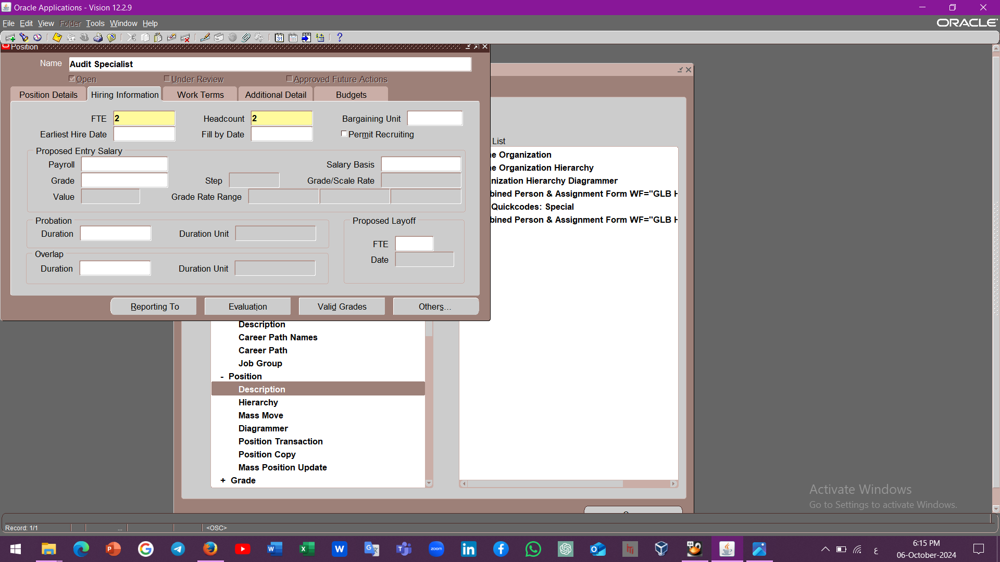 Oracle Applications - Vision 12.2.9
File Edit View Folder Tools Window Help
ORACLE
Position
Name Audit Specialist
Open Under Review Approved Future Actions
Position Details Hiring Information Work Terms Additional Detail Budgets
FTE 2 Headcount 2 Bargaining Unit
Earliest Hire Date Fill by Date Permit Recruiting
Proposed Entry Salary
Payroll Salary Basis
Grade Step Grade/Scale Rate
Value Grade Rate Range
Probation
Duration Duration Unit
Overlap
Duration Duration Unit
Proposed Layoff
FTE
Date
Reporting To Evaluation Valid Grades Others...
List
e Organization
e Organization Hierarchy
nization Hierarchy Diagrammer
bined Person & Assignment Form WF="GLB H
Quickcodes: Special
bined Person & Assignment Form WF="GLB H
Description
Career Path Names
Career Path
Job Group
- Position
Description
Hierarchy
Mass Move
Diagrammer
Position Transaction
Position Copy
Mass Position Update
+ Grade
Activate Windows
Go to Settings to activate Windows.
Record: 1/1 ... <OSC>
ع
6:15 PM
06-October-2024